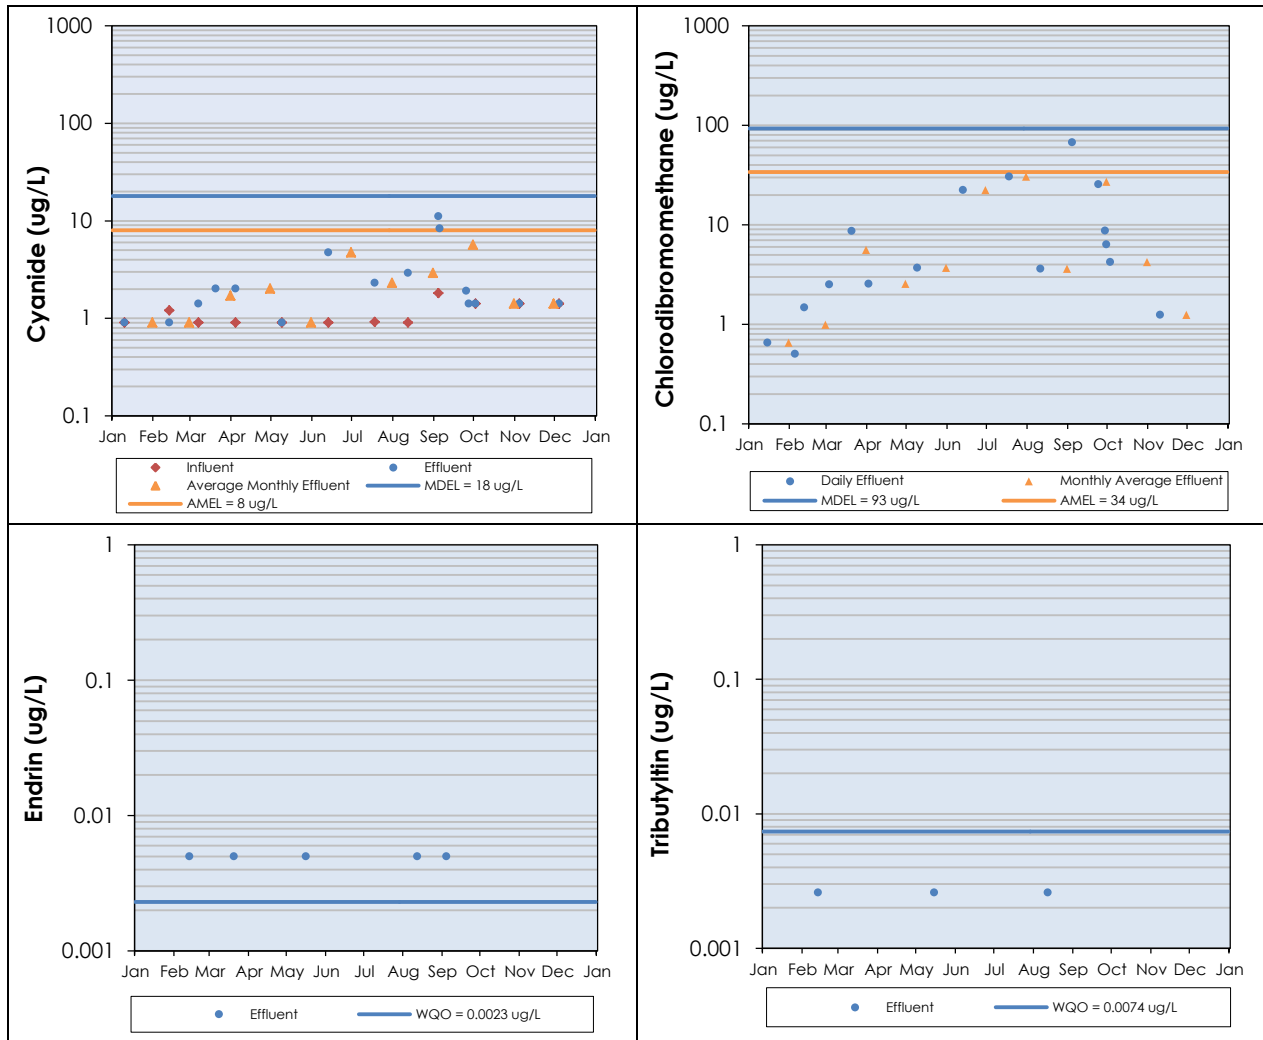 Cyanide (ug/L)
1000
100
10
1
0.1
Jan Feb Mar Apr May Jun Jul Aug Sep Oct Nov Dec Jan
Influent Effluent
Average Monthly Effluent MDEL = 18 ug/L
AMEL = 8 ug/L
Chlorodibromomethane (ug/L)
1000
100
10
1
0.1
Jan Feb Mar Apr May Jun Jul Aug Sep Oct Nov Dec Jan
Daily Effluent Monthly Average Effluent
MDEL = 93 ug/L AMEL = 34 ug/L
Endrin (ug/L)
1
0.1
0.01
0.001
Jan Feb Mar Apr May Jun Jul Aug Sep Oct Nov Dec Jan
Effluent WQO = 0.0023 ug/L
Tributyltin (ug/L)
1
0.1
0.01
0.001
Jan Feb Mar Apr May Jun Jul Aug Sep Oct Nov Dec Jan
Effluent WQO = 0.0074 ug/L